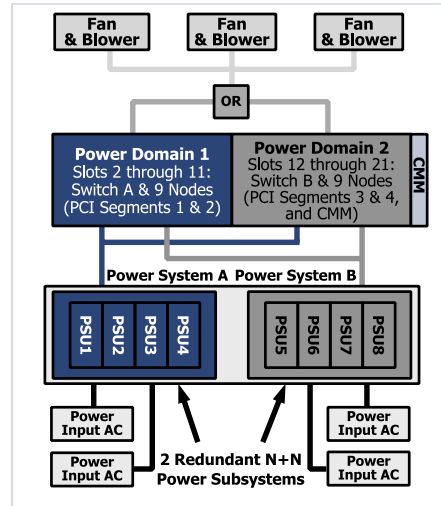 Fan
& Blower
Fan
& Blower
Fan
& Blower
OR
Power Domain 1
Slots 2 through 11:
Switch A & 9 Nodes
(PCI Segments 1 & 2)
Power Domain 2
Slots 12 through 21:
Switch B & 9 Nodes
(PCI Segments 3 & 4,
and CMM)
CMM
Power System A
Power System B
PSU1
PSU2
PSU3
PSU4
PSU5
PSU6
PSU7
PSU8
Power
Input AC
Power
Input AC
Power
Input AC
Power
Input AC
2 Redundant N+N
Power Subsystems